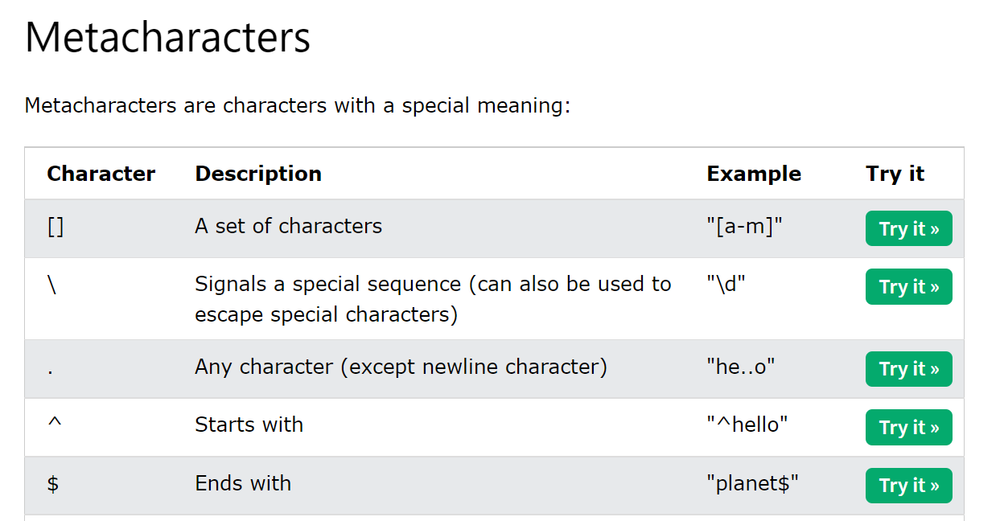 Metacharacters
Metacharacters are characters with a special meaning:
Character Description Example Try it
[] A set of characters "[a-m]" Try it »
\ Signals a special sequence (can also be used to "\d" Try it »
escape special characters)
. Any character (except newline character) "he..o" Try it »
^ Starts with "^hello" Try it »
$ Ends with "planet$" Try it »